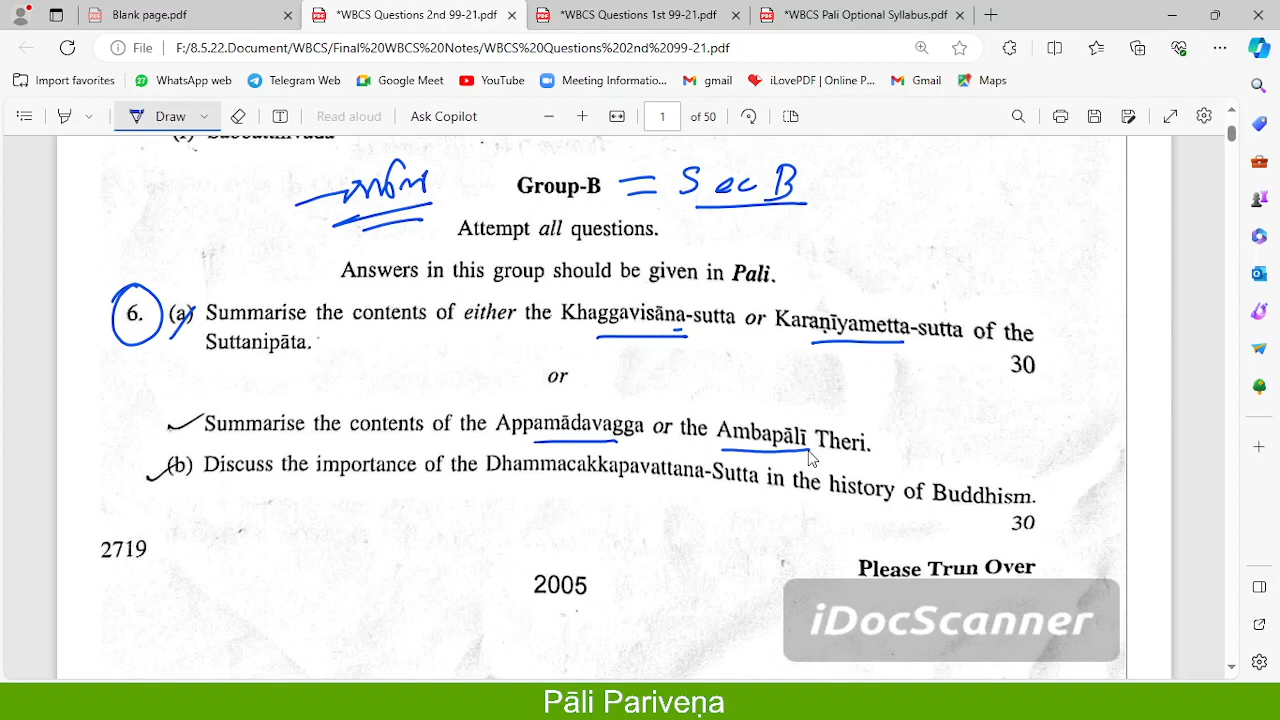 Blank page.pdf
*WBCS Questions 2nd 99-21.pdf
*WBCS Questions 1st 99-21.pdf
*WBCS Pali Optional Syllabus.pdf
File
F:/8.5.22.Document/WBCS/Final%20WBCS%20Notes/WBCS%20Questions%202nd%2099-21.pdf
Import favorites
WhatsApp web
Telegram Web
Google Meet
YouTube
Meeting Informatio...
gmail
iLovePDF | Online P...
Gmail
Maps
Draw
Read aloud
Ask Copilot
1
of 50
Group-B = Sec B
Attempt all questions.
Answers in this group should be given in Pali.
6. (a) Summarise the contents of either the Khaggavisāna-sutta or Karaṇīyametta-sutta of the
Suttanipāta.
30
or
Summarise the contents of the Appamādavagga or the Ambapālī Theri.
(b) Discuss the importance of the Dhammacakkapavattana-Sutta in the history of Buddhism.
30
2719
Please Trun Over
2005
iDocScanner
Pāli Pariveṇa